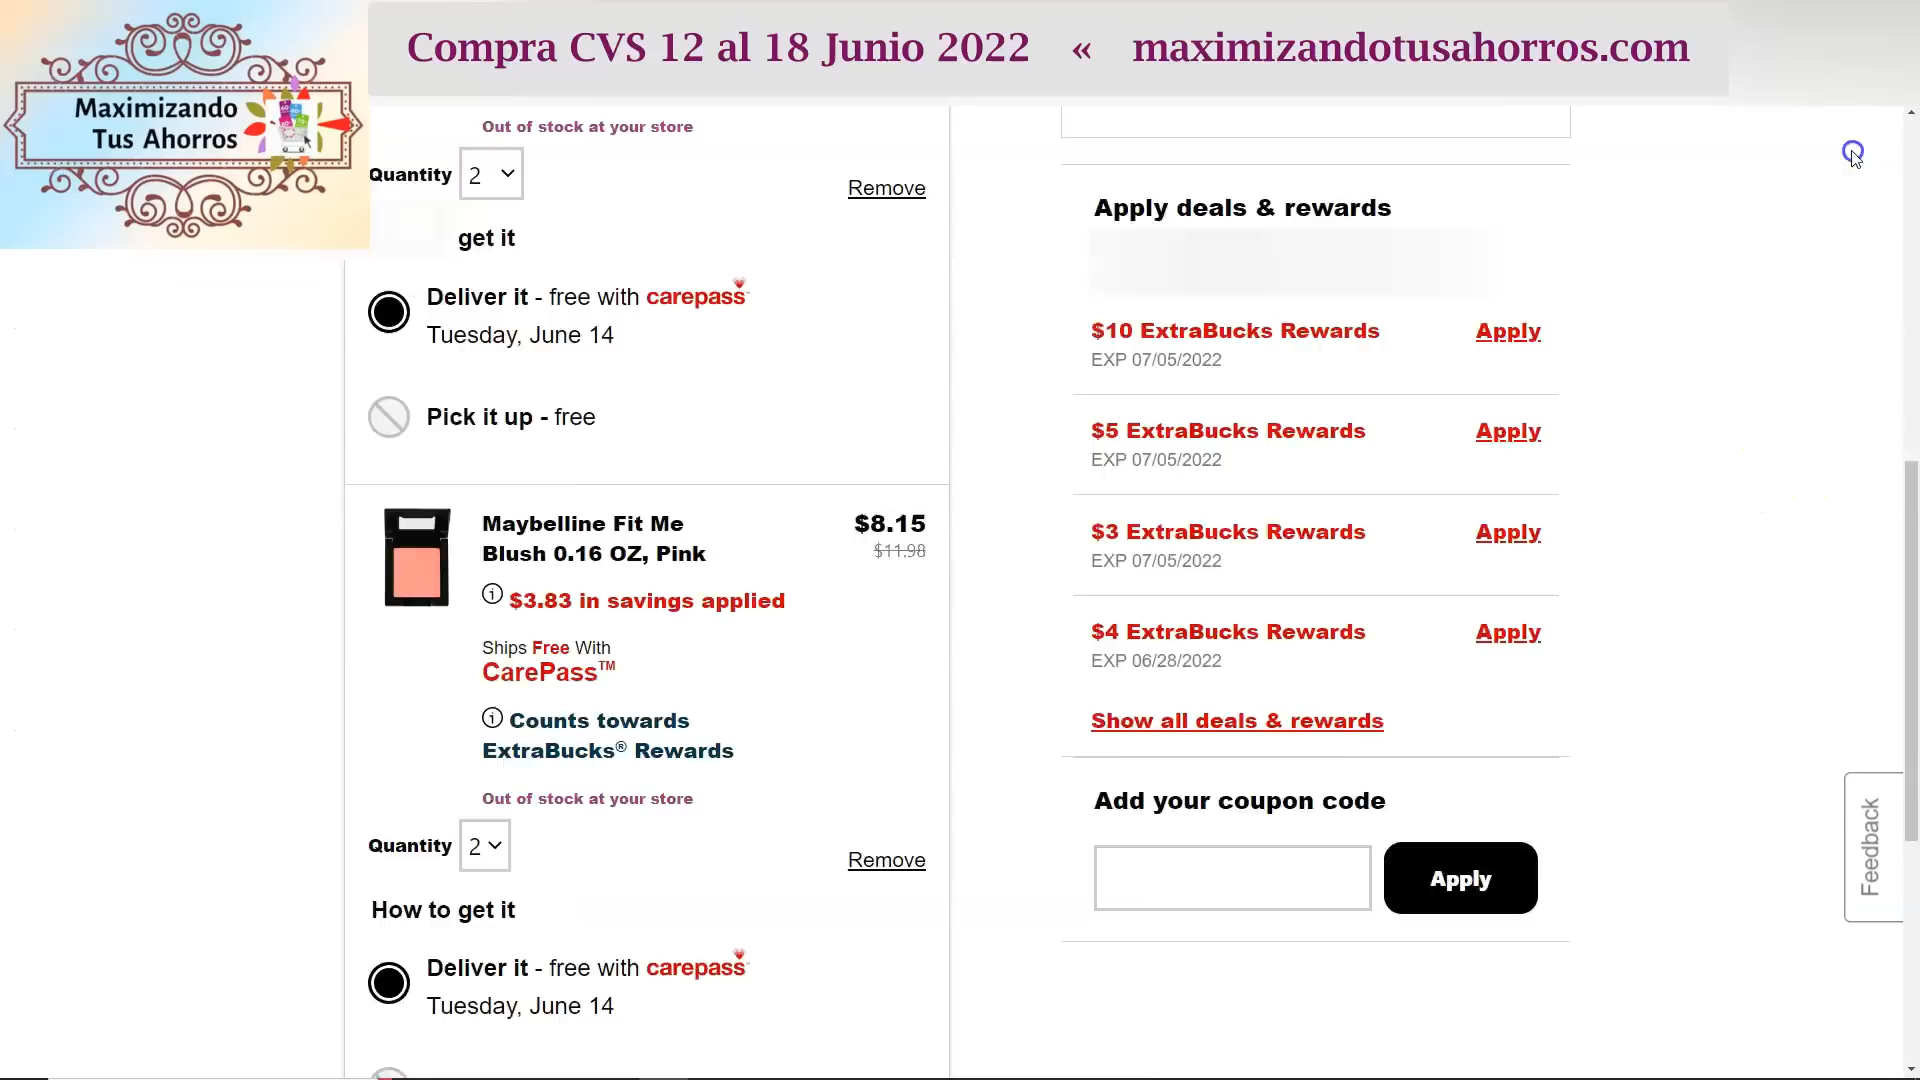 Compra CVS 12 al 18 Junio 2022 « maximizandotusahorros.com
Maximizando
Tus Ahorros
Out of stock at your store
Quantity 2
Remove
get it
Deliver it - free with carepass
Tuesday, June 14
Pick it up - free
Maybelline Fit Me
Blush 0.16 OZ, Pink
$8.15
$11.98
$3.83 in savings applied
Ships Free With
CarePass™
Counts towards
ExtraBucks® Rewards
Out of stock at your store
Quantity 2
Remove
How to get it
Deliver it - free with carepass
Tuesday, June 14
Apply deals & rewards
$10 ExtraBucks Rewards Apply
EXP 07/05/2022
$5 ExtraBucks Rewards Apply
EXP 07/05/2022
$3 ExtraBucks Rewards Apply
EXP 07/05/2022
$4 ExtraBucks Rewards Apply
EXP 06/28/2022
Show all deals & rewards
Add your coupon code
Apply
Feedback